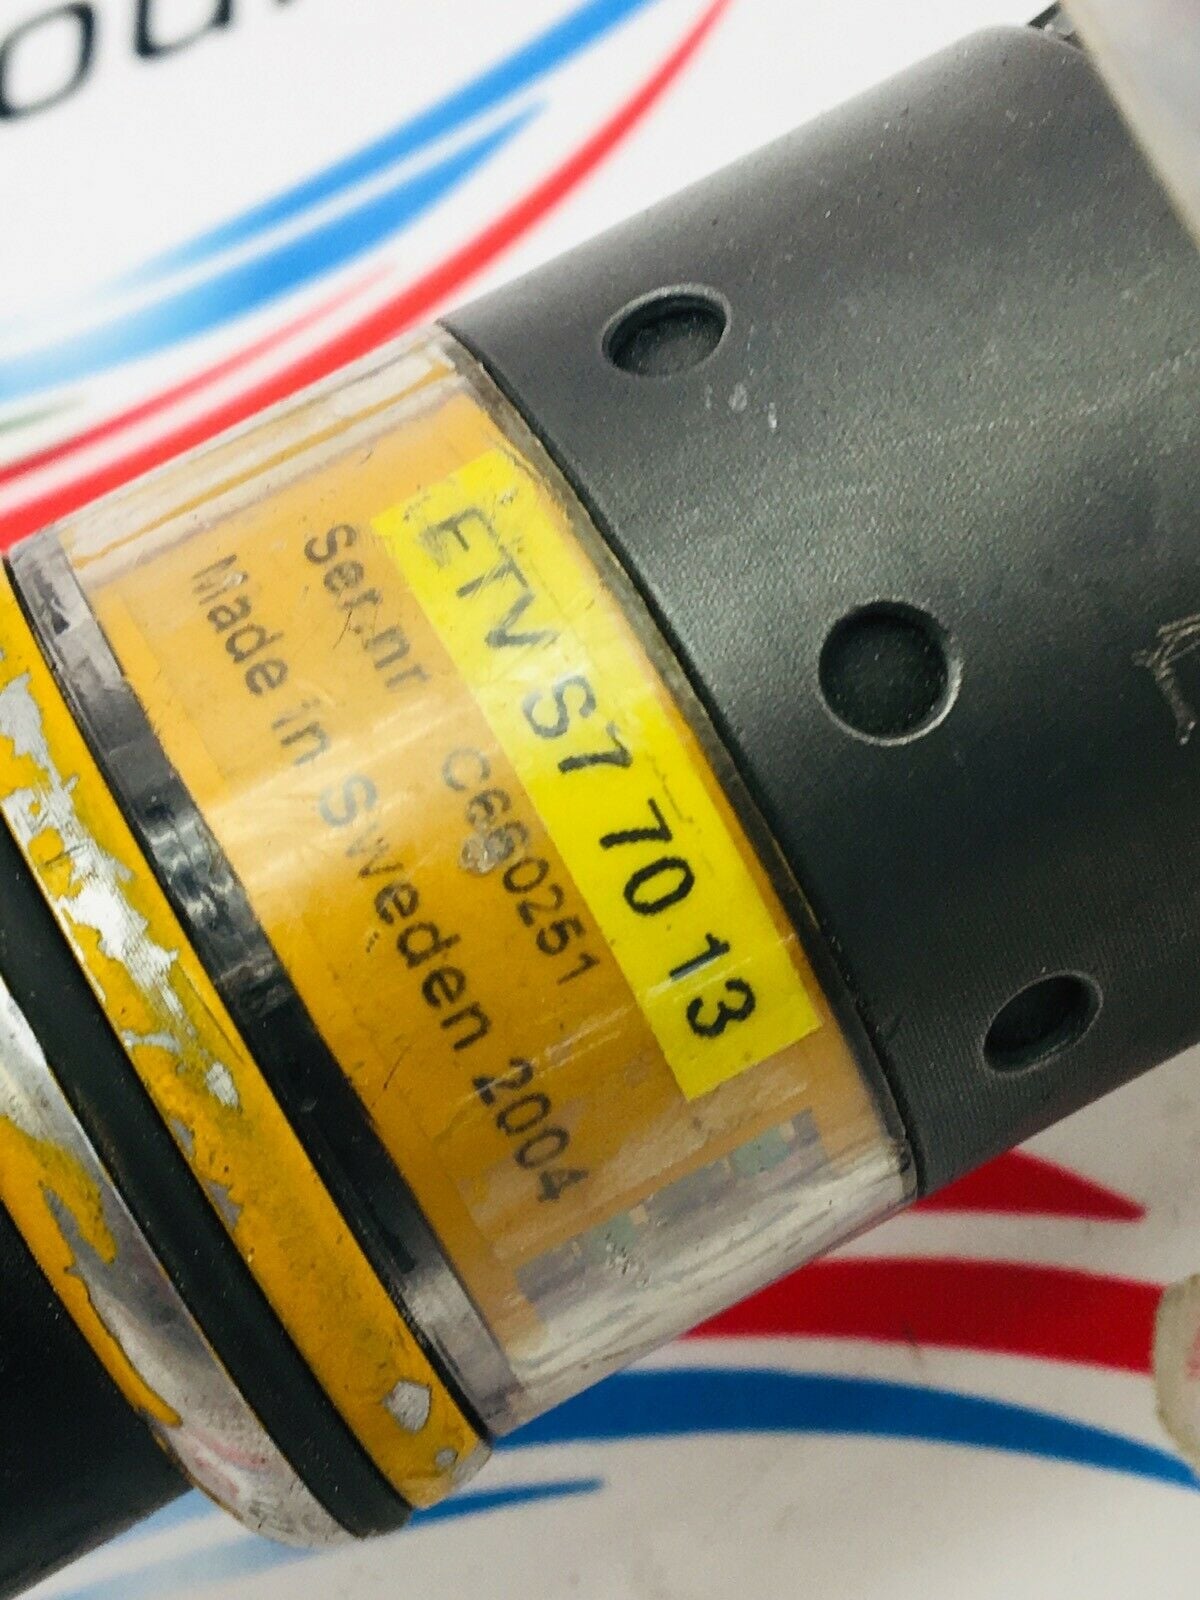 ETV S7 70 13
Ser.nr C660251
Made in Sweden 2004